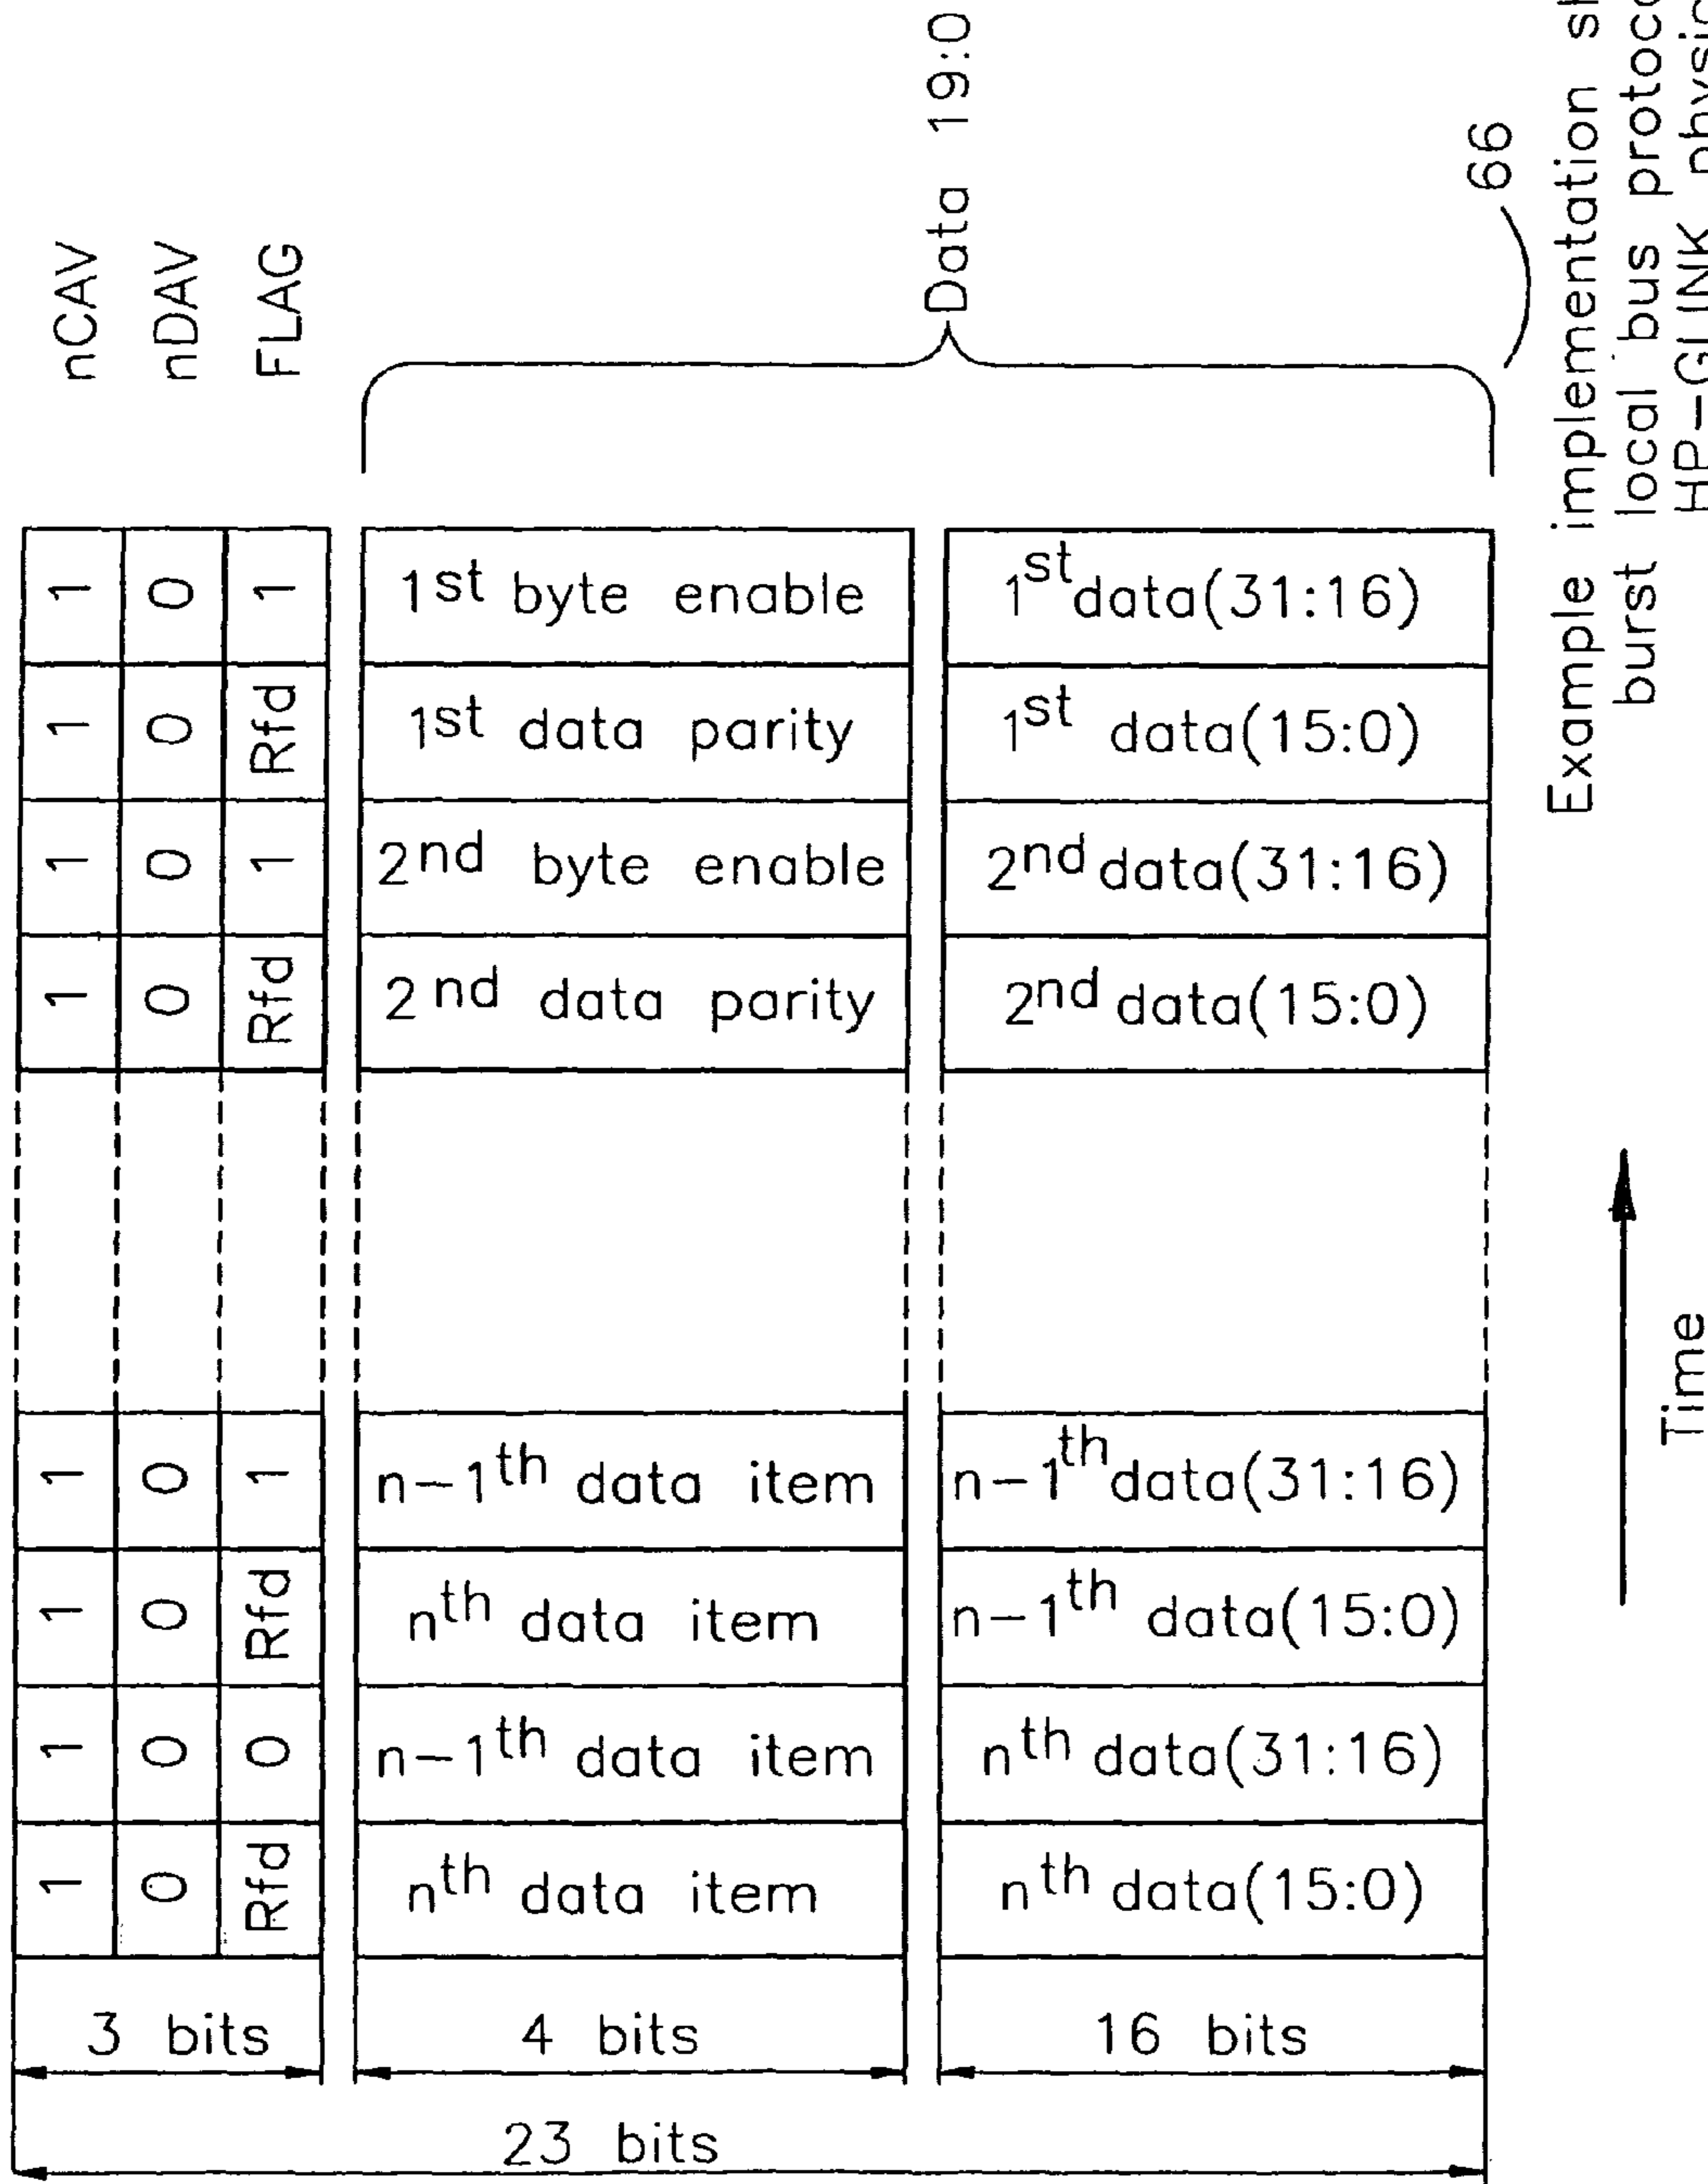 nCAV
nDAV
FLAG
1 0 1 1st byte enable 1st data(31:16)
1 0 Rfd 1st data parity 1st data(15:0)
1 0 1 2nd byte enable 2nd data(31:16)
1 0 Rfd 2nd data parity 2nd data(15:0)
1 0 1 n-1th data item n-1th data(31:16)
1 0 Rfd nth data item n-1th data(15:0)
1 0 0 n-1th data item nth data(31:16)
1 0 Rfd nth data item nth data(15:0)
3 bits 4 bits 16 bits
23 bits
Data 19:0
66
Time
Example implementation
burst local bus
HP-GLINK